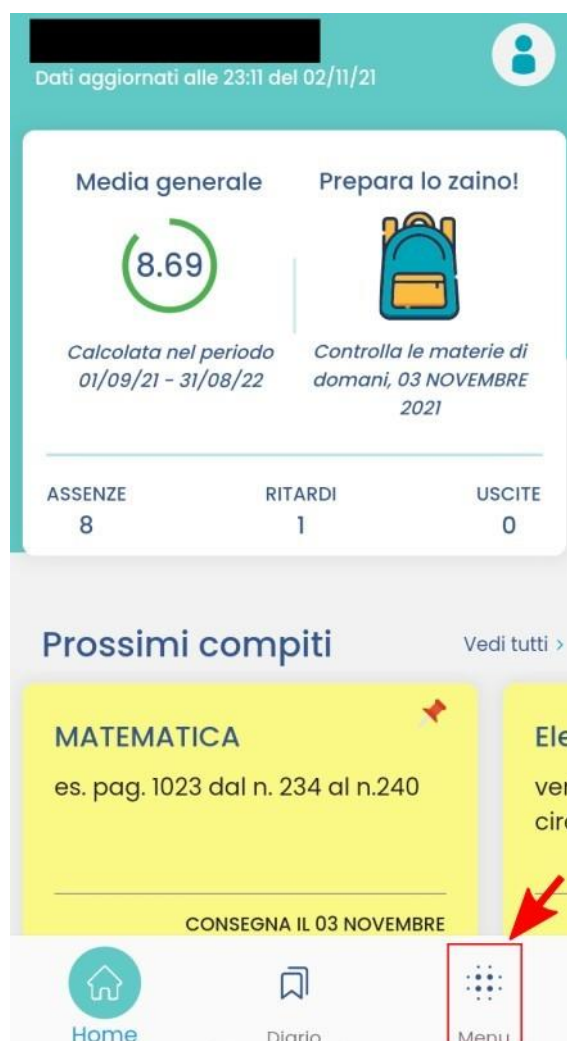 Dati aggiornati alle 23:11 del 02/11/21
Media generale
8.69
Calcolata nel periodo
01/09/21 - 31/08/22
Prepara lo zaino!
Controlla le materie di
domani, 03 NOVEMBRE
2021
ASSENZE
8
RITARDI
1
USCITE
0
Prossimi compiti
Vedi tutti >
MATEMATICA
es. pag. 1023 dal n. 234 al n.240
CONSEGNA IL 03 NOVEMBRE
Ele
ver
circ
Home
Diario
Menu